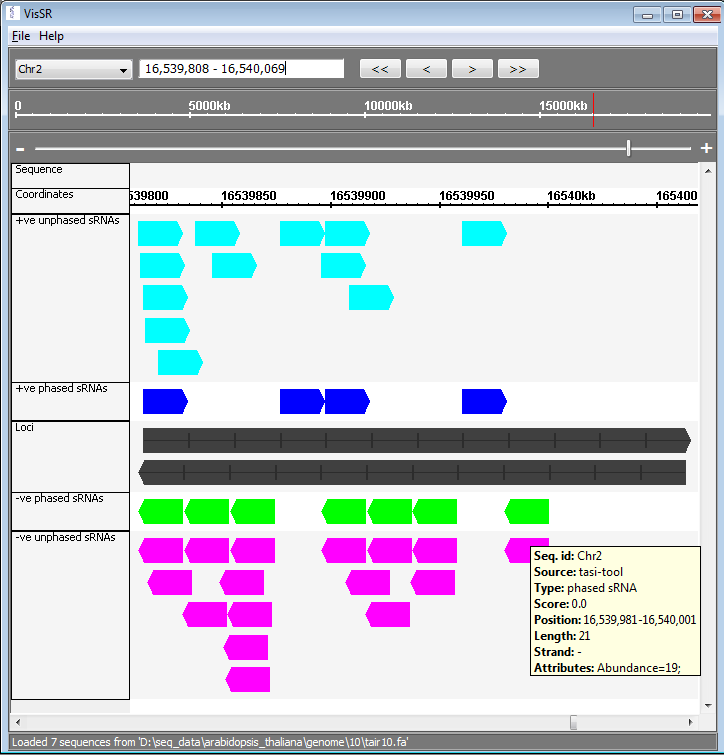 VisSR
File Help
Chr2 16,539,808 - 16,540,069 << < > >>
0 5000kb 10000kb 15000kb
- +
Sequence
Coordinates 539800 16539850 16539900 16539950 16540kb 165400
+ve unphased sRNAs
+ve phased sRNAs
Loci
-ve phased sRNAs
-ve unphased sRNAs
Seq. id: Chr2
Source: tasi-tool
Type: phased sRNA
Score: 0.0
Position: 16,539,981-16,540,001
Length: 21
Strand: -
Attributes: Abundance=19;
Loaded 7 sequences from 'D:\seq_data\arabidopsis_thaliana\genome\10\tair10.fa'